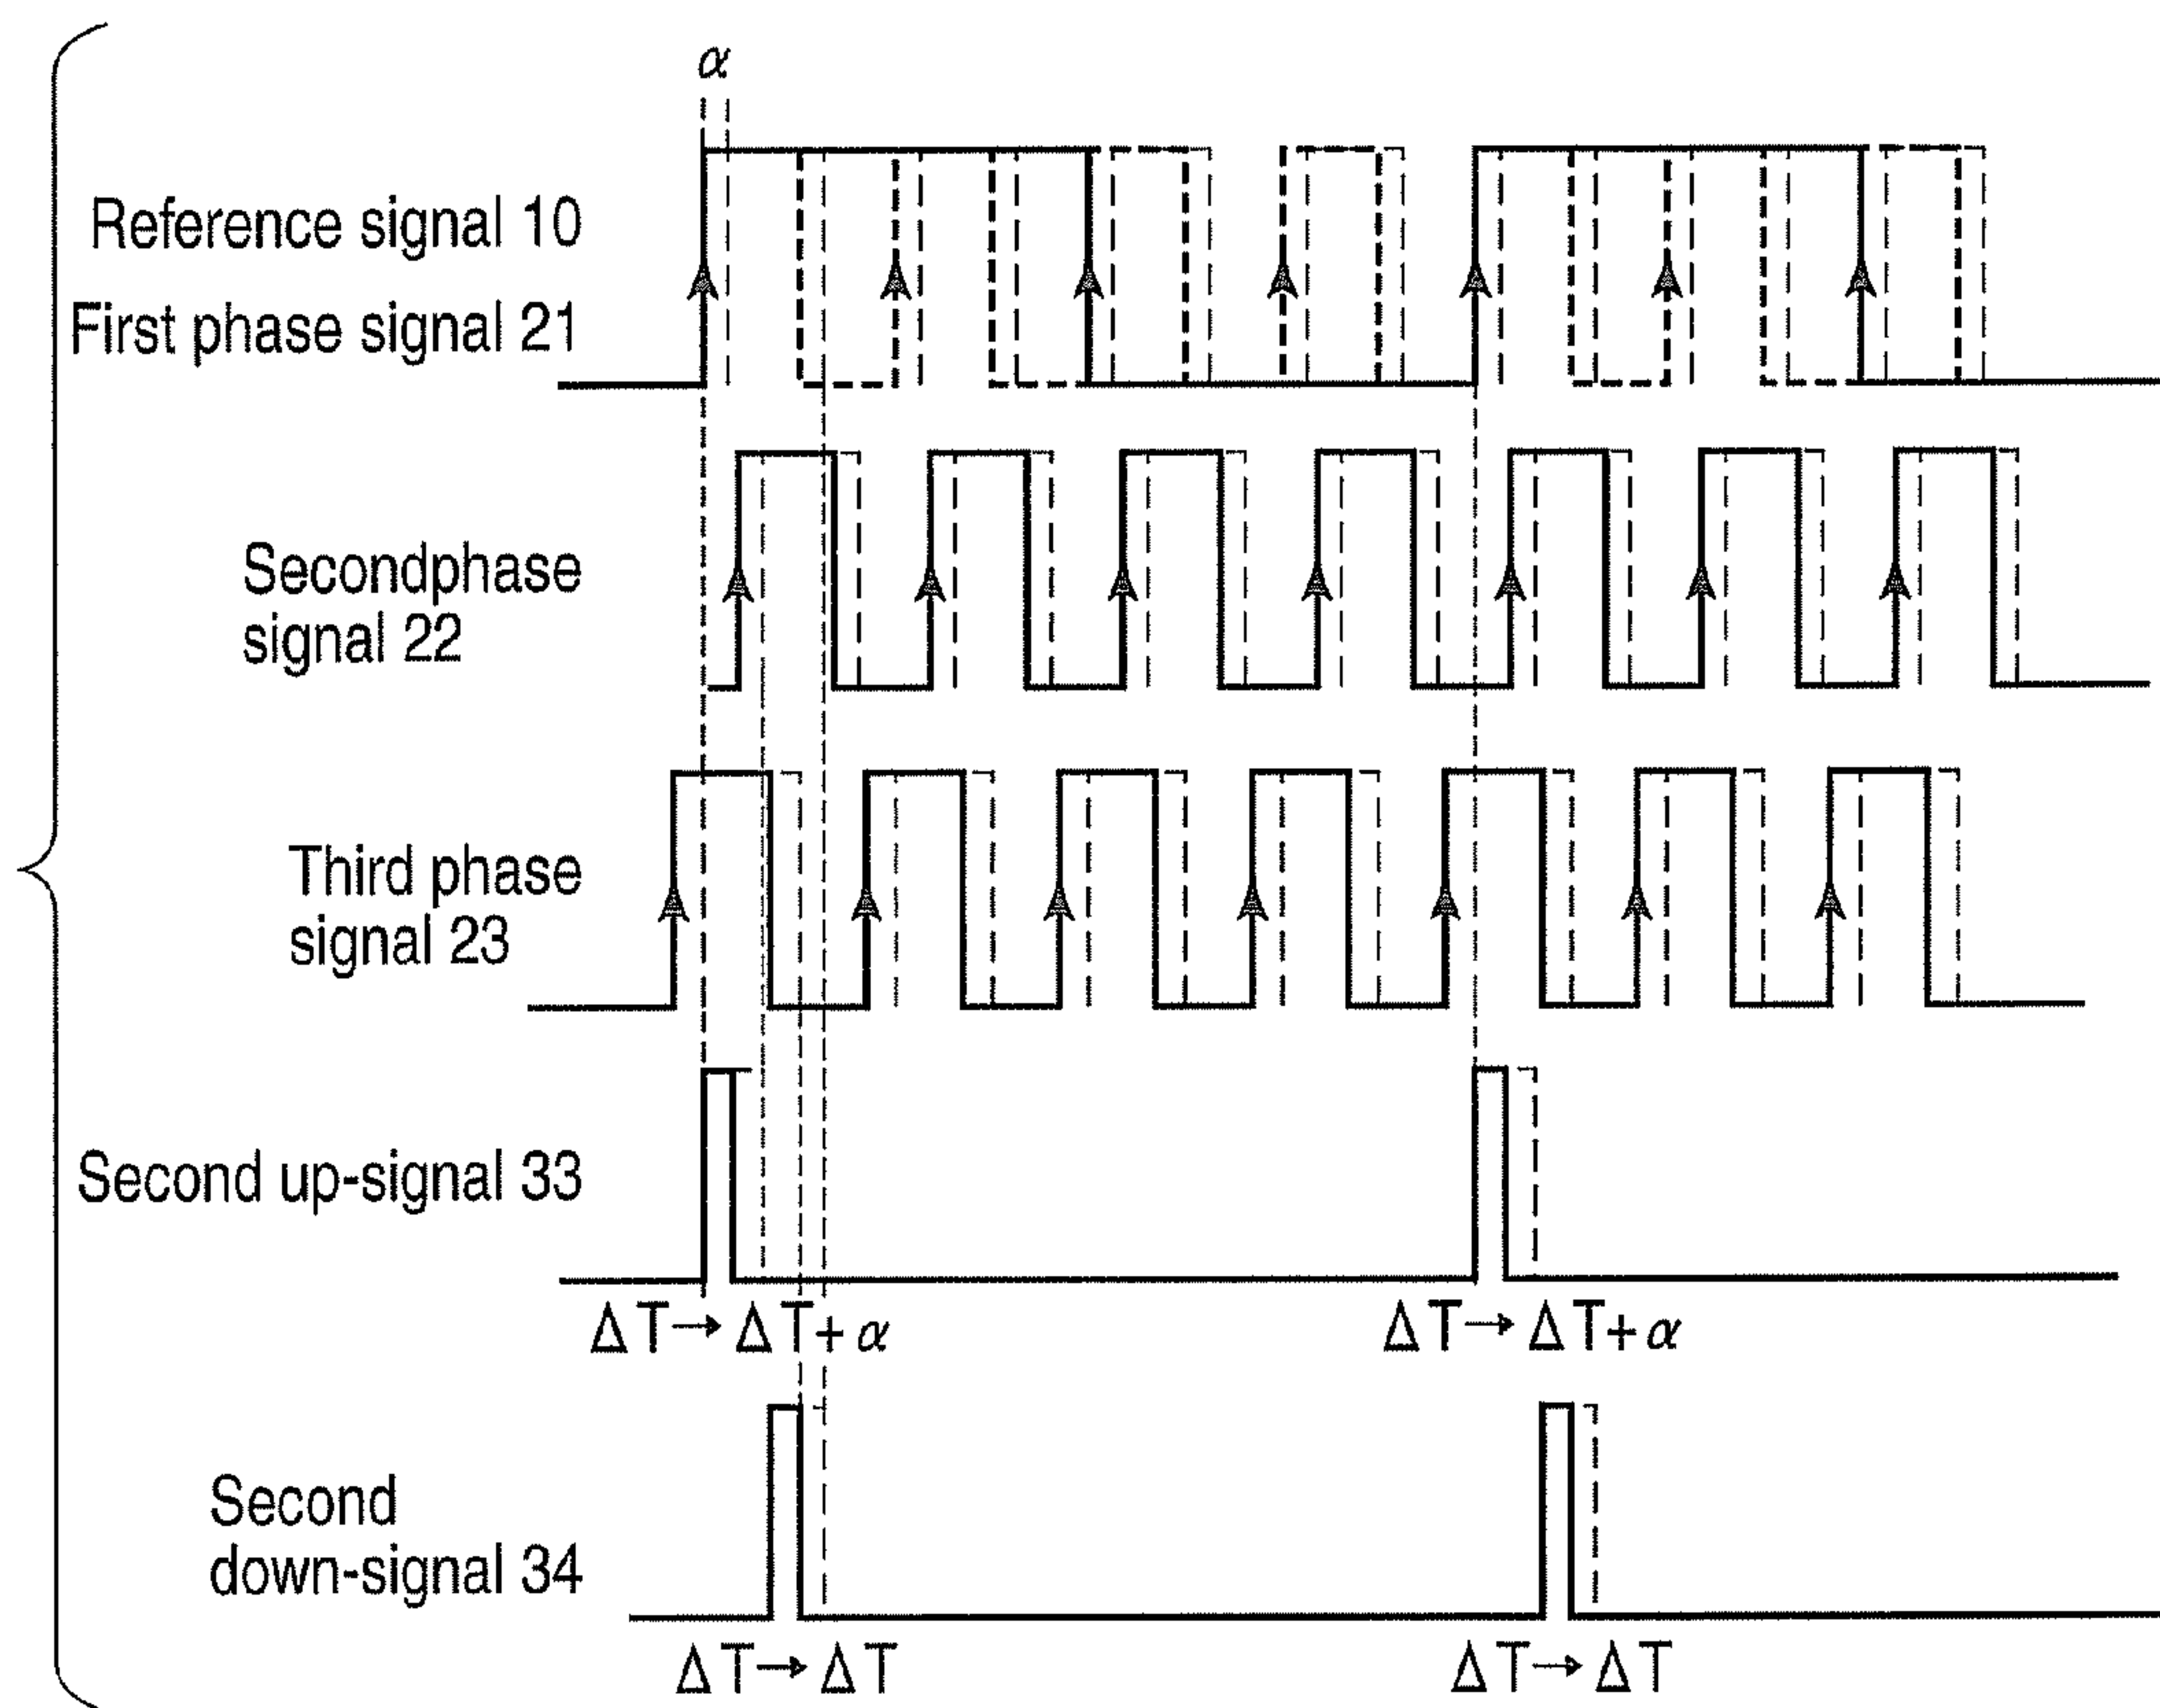 α
Reference signal 10
First phase signal 21
Secondphase
signal 22
Third phase
signal 23
Second up-signal 33
ΔT→ΔT+α ΔT→ΔT+α
Second
down-signal 34
ΔT→ΔT ΔT→ΔT